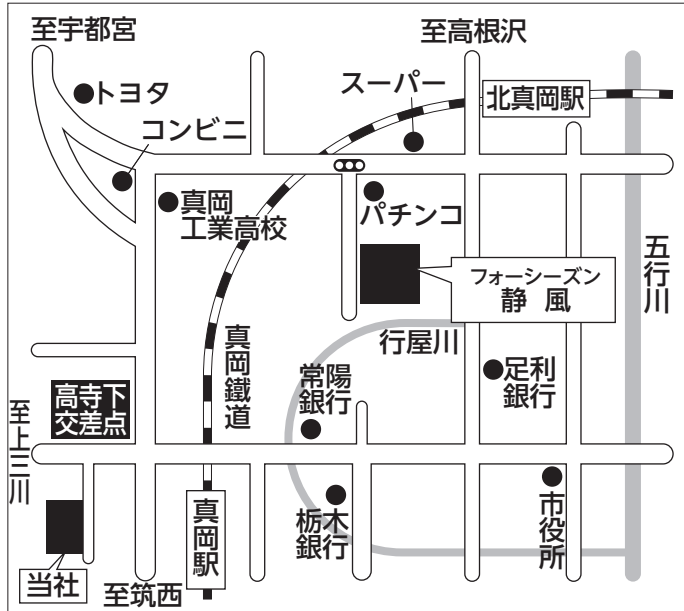 至宇都宮
至高根沢
トヨタ
スーパー
北真岡駅
コンビニ
真岡
工業高校
パチンコ
五行川
フォーシーズン
静風
行屋川
真岡鐵道
常陽
銀行
足利
銀行
高寺下
交差点
至上三川
真岡駅
栃木
銀行
市役所
当社
至筑西